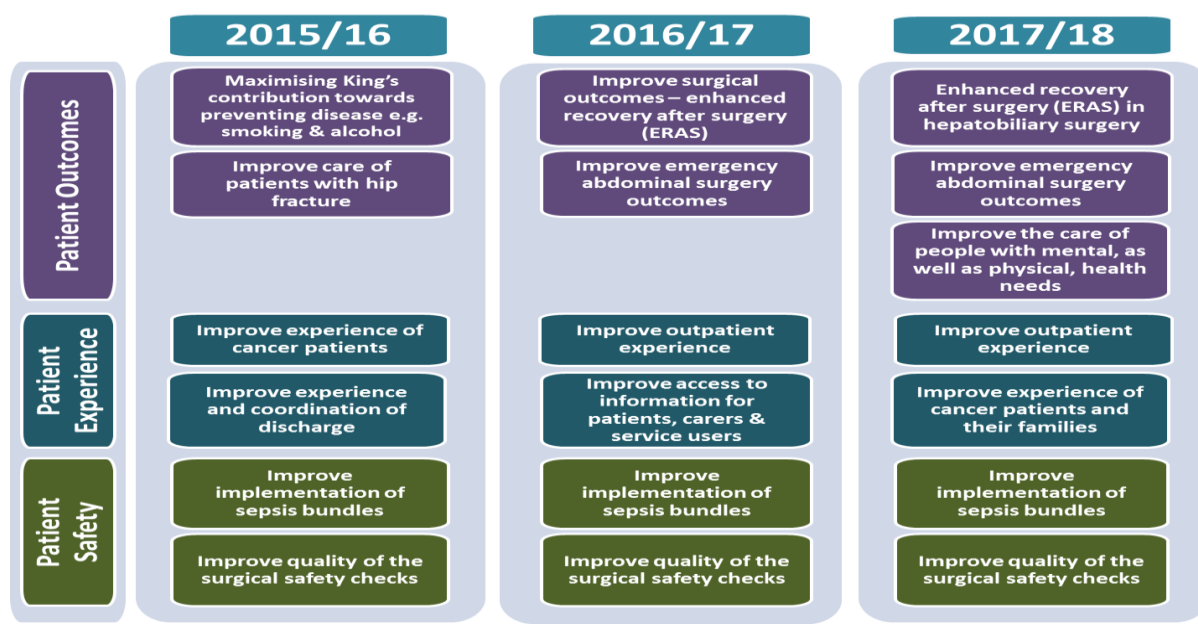 2015/16
2016/17
2017/18
Patient Outcomes
Maximising King's
contribution towards
preventing disease e.g.
smoking & alcohol
Improve surgical
outcomes – enhanced
recovery after surgery
(ERAS)
Enhanced recovery
after surgery (ERAS) in
hepatobiliary surgery
Improve care of
patients with hip
fracture
Improve emergency
abdominal surgery
outcomes
Improve emergency
abdominal surgery
outcomes
Improve the care of
people with mental, as
well as physical, health
needs
Patient
Experience
Improve experience of
cancer patients
Improve outpatient
experience
Improve outpatient
experience
Improve experience
and coordination of
discharge
Improve access to
information for
patients, carers &
service users
Improve experience of
cancer patients and
their families
Patient
Safety
Improve
implementation of
sepsis bundles
Improve
implementation of
sepsis bundles
Improve
implementation of
sepsis bundles
Improve quality of the
surgical safety checks
Improve quality of the
surgical safety checks
Improve quality of the
surgical safety checks